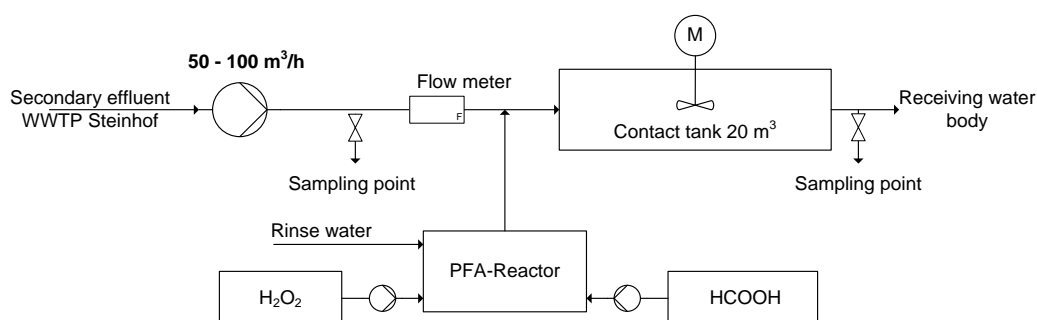 M
50 - 100 m³/h
Flow meter
Secondary effluent
WWTP Steinhof
F
Contact tank 20 m³
Receiving water
body
Sampling point
Sampling point
Rinse water
PFA-Reactor
H₂O₂
HCOOH